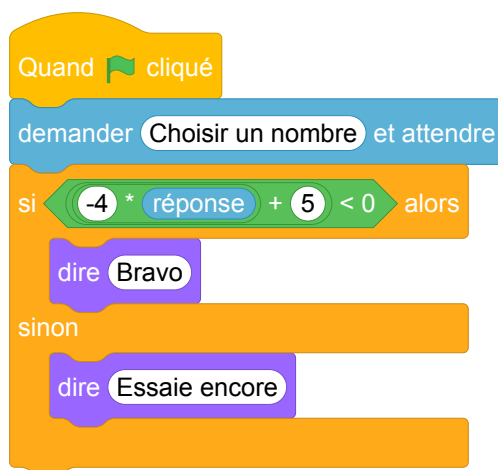 Quand cliqué
demander Choisir un nombre et attendre
si -4 * réponse + 5 < 0 alors
dire Bravo
sinon
dire Essaie encore